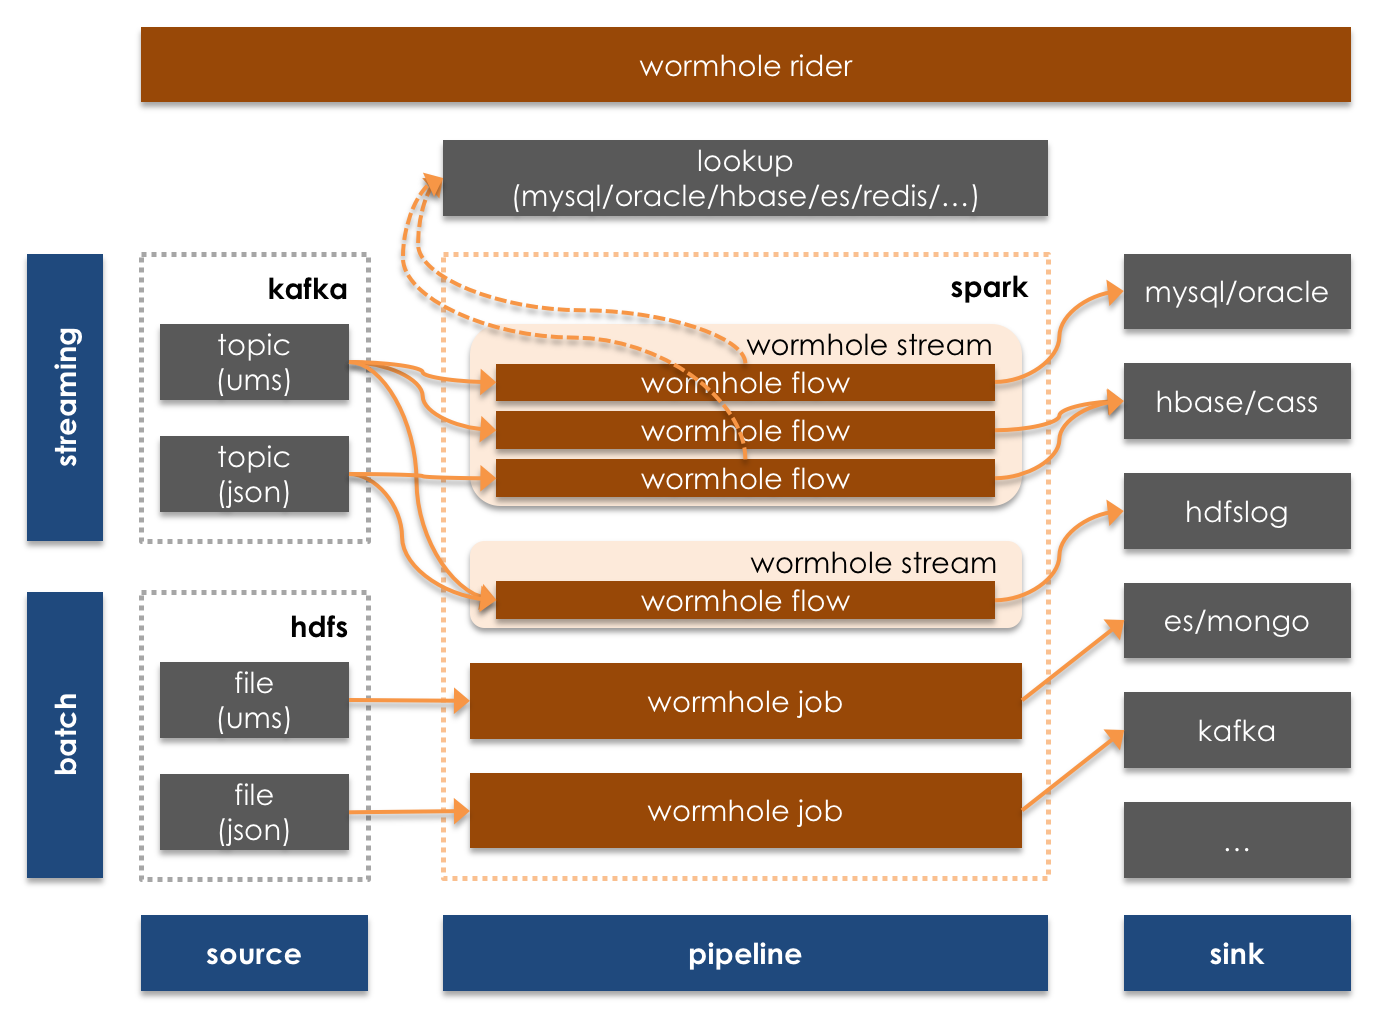 wormhole rider
lookup
(mysql/oracle/hbase/es/redis/…)
streaming
kafka
topic
(ums)
topic
(json)
spark
wormhole stream
wormhole flow
wormhole flow
wormhole flow
wormhole stream
wormhole flow
mysql/oracle
hbase/cass
hdfslog
es/mongo
kafka
…
batch
hdfs
file
(ums)
file
(json)
wormhole job
wormhole job
source
pipeline
sink